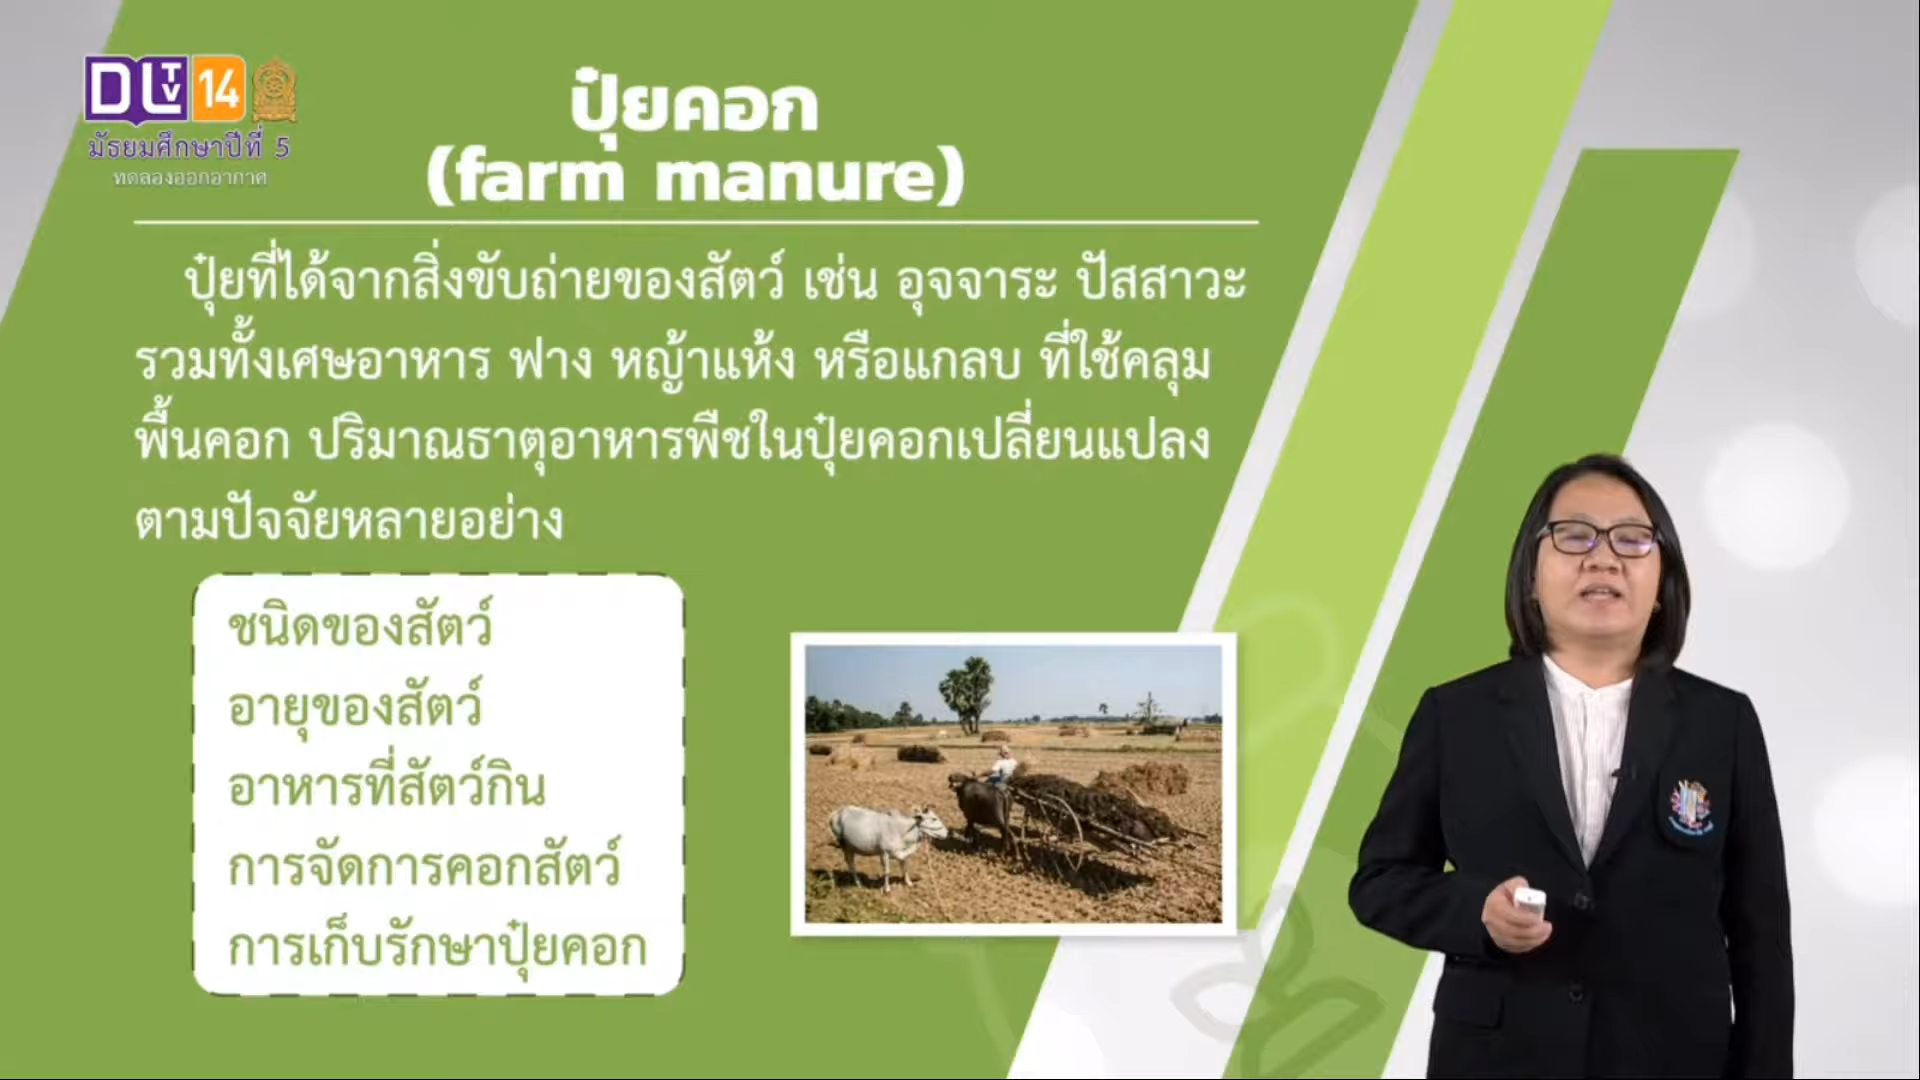 DLTV 14
มัธยมศึกษาปีที่ 5
ทดลองออกอากาศ
ปุ๋ยคอก
(farm manure)
ปุ๋ยที่ได้จากสิ่งขับถ่ายของสัตว์ เช่น อุจจาระ ปัสสาวะ
รวมทั้งเศษอาหาร ฟาง หญ้าแห้ง หรือแกลบ ที่ใช้คลุม
พื้นคอก ปริมาณธาตุอาหารพืชในปุ๋ยคอกเปลี่ยนแปลง
ตามปัจจัยหลายอย่าง
ชนิดของสัตว์
อายุของสัตว์
อาหารที่สัตว์กิน
การจัดการคอกสัตว์
การเก็บรักษาปุ๋ยคอก